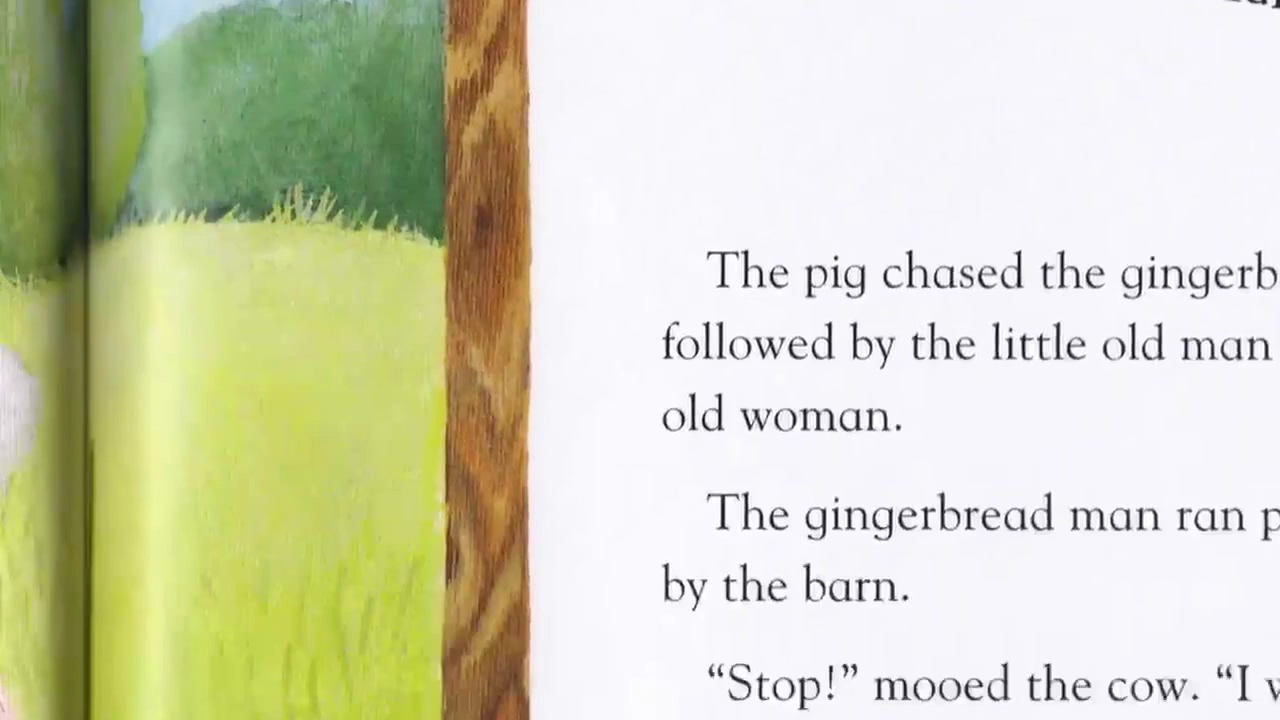 The pig chased the gingerb
followed by the little old man
old woman.
The gingerbread man ran p
by the barn.
“Stop!” mooed the cow. “I w